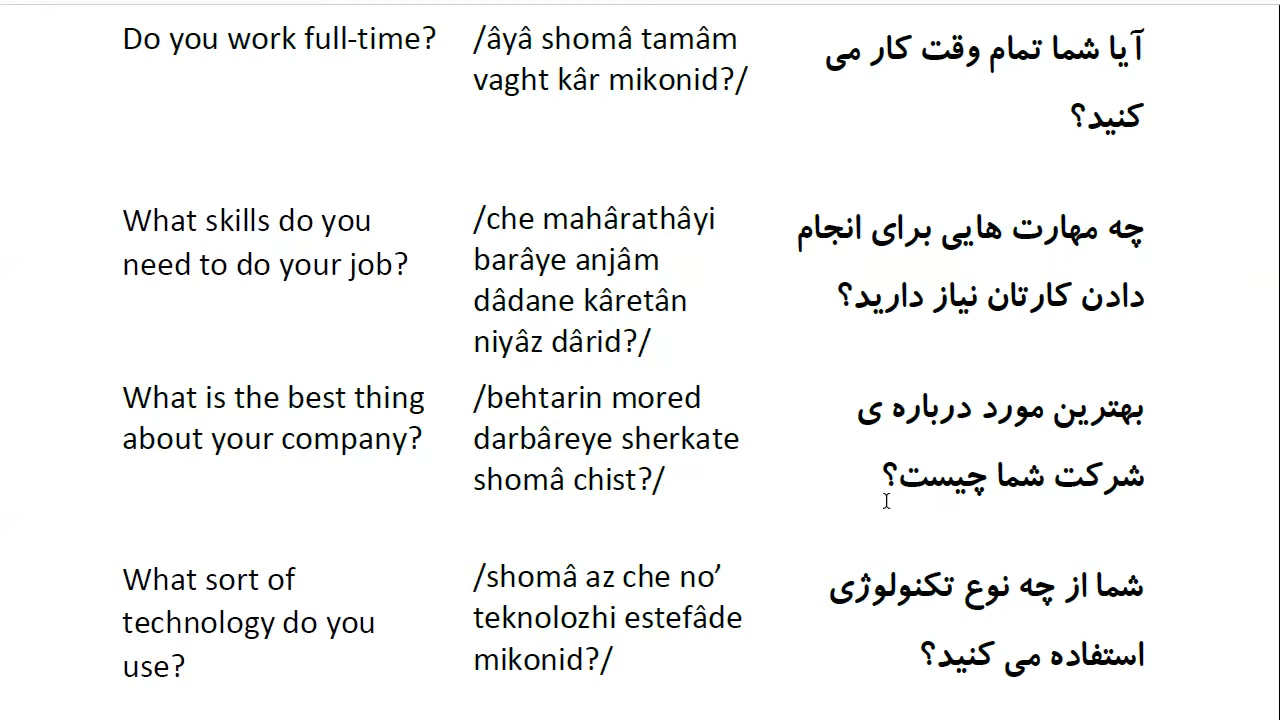 Do you work full-time?
/âyâ shomâ tamâm
vaght kâr mikonid?/
آیا شما تمام وقت کار می
کنید؟
What skills do you
need to do your job?
/che mahârathâyi
barâye anjâm
dâdane kâretân
niyâz dârid?/
چه مهارت هایی برای انجام
دادن کارتان نیاز دارید؟
What is the best thing
about your company?
/behtarin mored
darbâreye sherkate
shomâ chist?/
بهترین مورد درباره ی
شرکت شما چیست؟
What sort of
technology do you
use?
/shomâ az che no’
teknolozhi estefâde
mikonid?/
شما از چه نوع تکنولوژی
استفاده می کنید؟